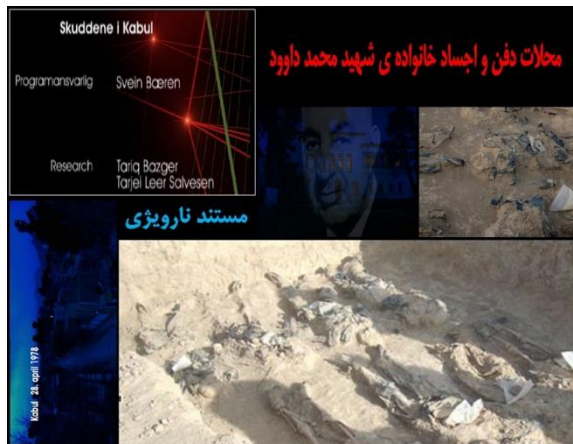 Skuddene i Kabul
Programansvarlig Svein Bæren
Research Tariq Bazger
Tarjei Leer Salvesen
محلات دفن و اجساد خانواده ی شهید محمد داوود
مستند نارویژی
Kabul 28. april 1978